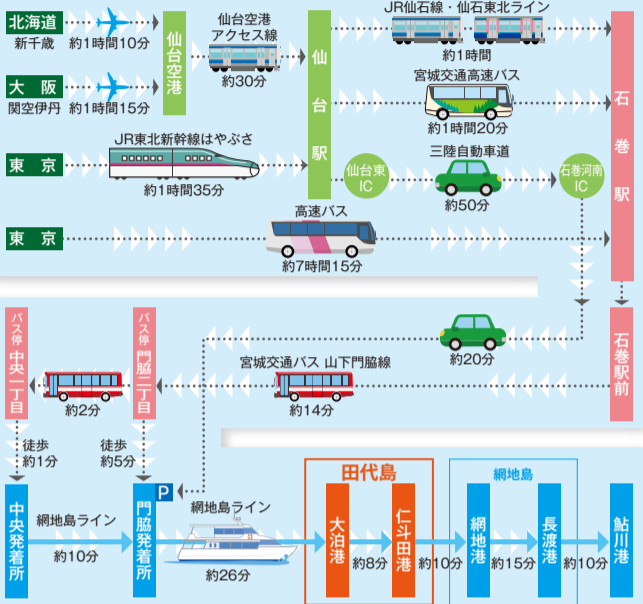 北海道
新千歳
約1時間10分
大阪
関空伊丹
約1時間15分
仙台空港
仙台空港
アクセス線
約30分
東京
JR東北新幹線はやぶさ
約1時間35分
仙台駅
JR仙石線・仙石東北ライン
約1時間
宮城交通高速バス
約1時間20分
仙台東
IC
三陸自動車道
約50分
石巻河南
IC
石巻駅
東京
高速バス
約7時間15分
バス停
中央一丁目
約2分
バス停
門脇二丁目
宮城交通バス 山下門脇線
約14分
約20分
石巻駅前
徒歩
約1分
徒歩
約5分
P
中央発着所
網地島ライン
約10分
門脇発着所
網地島ライン
約26分
田代島
大泊港
約8分
仁斗田港
約10分
網地島
網地港
約15分
長渡港
約10分
鮎川港